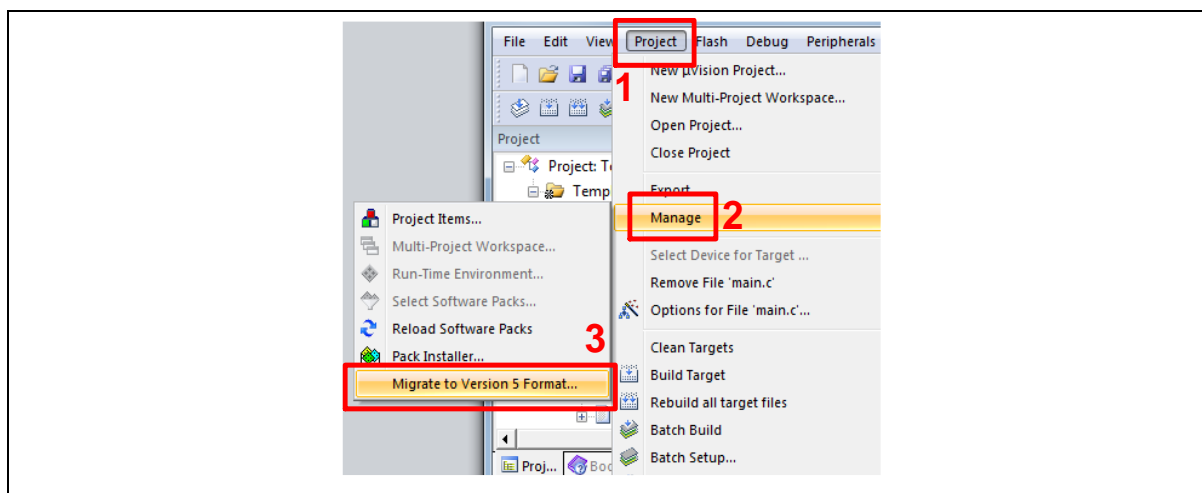 File Edit View Project Flash Debug Peripherals
1
New µVision Project...
New Multi-Project Workspace...
Open Project...
Close Project
Export
Manage 2
Select Device for Target ...
Remove File 'main.c'
Options for File 'main.c'...
Clean Targets
Build Target
Rebuild all target files
Batch Build
Batch Setup...
Project
Project:
Project Items...
Multi-Project Workspace...
Run-Time Environment...
Select Software Packs...
Reload Software Packs
3
Pack Installer...
Migrate to Version 5 Format...
Proj...